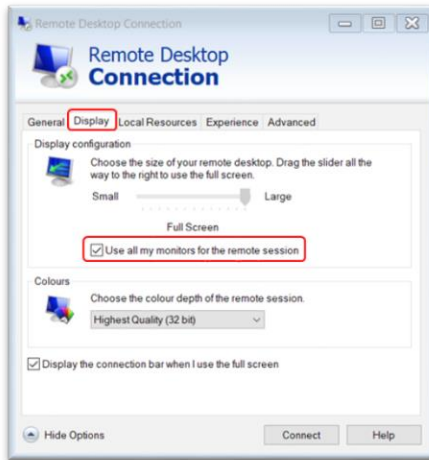 Remote Desktop Connection
Remote Desktop
Connection
General Display Local Resources Experience Advanced
Display configuration
Choose the size of your remote desktop. Drag the slider all the
way to the right to use the full screen.
Small Large
Full Screen
Use all my monitors for the remote session
Colours
Choose the colour depth of the remote session.
Highest Quality (32 bit)
Display the connection bar when I use the full screen
Hide Options Connect Help